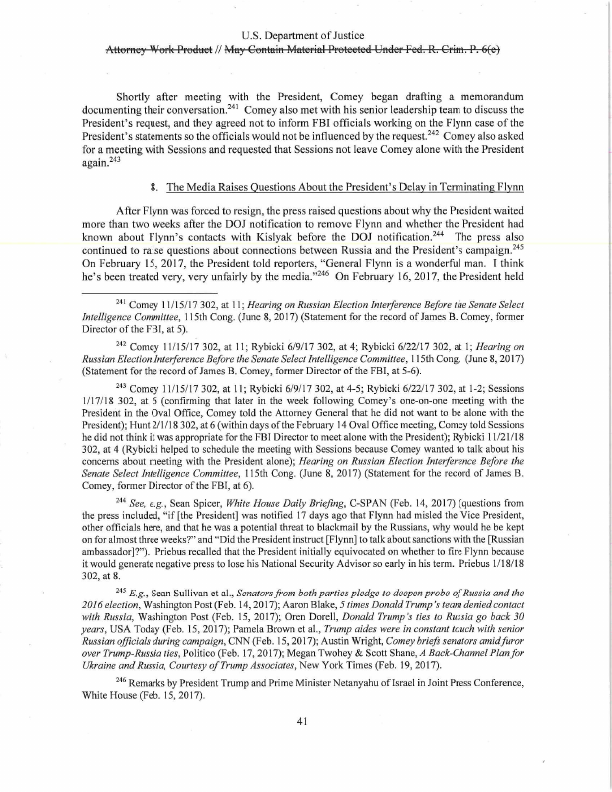 U.S. Department of Justice
Attorney Work Product // May Contain Material Protected Under Fed. R. Crim. P. 6(e)
Shortly after meeting with the President, Comey began drafting a memorandum
documenting their conversation.241 Comey also met with his senior leadership team to discuss the
President's request, and they agreed not to inform FBI officials working on the Flynn case of the
President's statements so the officials would not be influenced by the request.242 Comey also asked
for a meeting with Sessions and requested that Sessions not leave Comey alone with the President
again.243
8. The Media Raises Questions About the President's Delay in Terminating Flynn
After Flynn was forced to resign, the press raised questions about why the President waited
more than two weeks after the DOJ notification to remove Flynn and whether the President had
known about Flynn's contacts with Kislyak before the DOJ notification.244 The press also
continued to raise questions about connections between Russia and the President's campaign.245
On February 15, 2017, the President told reporters, "General Flynn is a wonderful man. I think
he's been treated very, very unfairly by the media."246 On February 16, 2017, the President held
241 Comey 11/15/17 302, at 11; Hearing on Russian Election Interference Before the Senate Select
Intelligence Committee, 115th Cong. (June 8, 2017) (Statement for the record of James B. Comey, former
Director of the FBI, at 5).
242 Comey 11/15/17 302, at 11; Rybicki 6/9/17 302, at 4; Rybicki 6/22/17 302, at 1; Hearing on
Russian Election Interference Before the Senate Select Intelligence Committee, 115th Cong. (June 8, 2017)
(Statement for the record of James B. Comey, former Director of the FBI, at 5-6).
243 Comey 11/15/17 302, at 11; Rybicki 6/9/17 302, at 4-5; Rybicki 6/22/17 302, at 1-2; Sessions
1/17/18 302, at 5 (confirming that later in the week following Comey's one-on-one meeting with the
President in the Oval Office, Comey told the Attorney General that he did not want to be alone with the
President); Hunt 2/1/18 302, at 6 (within days of the February 14 Oval Office meeting, Comey told Sessions
he did not think it was appropriate for the FBI Director to meet alone with the President); Rybicki 11/21/18
302, at 4 (Rybicki helped to schedule the meeting with Sessions because Comey wanted to talk about his
concerns about meeting with the President alone); Hearing on Russian Election Interference Before the
Senate Select Intelligence Committee, 115th Cong. (June 8, 2017) (Statement for the record of James B.
Comey, former Director of the FBI, at 6).
244 See, e.g., Sean Spicer, White House Daily Briefing, C-SPAN (Feb. 14, 2017) (questions from
the press included, "if [the President] was notified 17 days ago that Flynn had misled the Vice President,
other officials here, and that he was a potential threat to blackmail by the Russians, why would he be kept
on for almost three weeks?" and "Did the President instruct [Flynn] to talk about sanctions with the [Russian
ambassador]?"). Priebus recalled that the President initially equivocated on whether to fire Flynn because
it would generate negative press to lose his National Security Advisor so early in his term. Priebus 1/18/18
302, at 8.
245 E.g., Sean Sullivan et al., Senators from both parties pledge to deepen probe of Russia and the
2016 election, Washington Post (Feb. 14, 2017); Aaron Blake, 5 times Donald Trump's team denied contact
with Russia, Washington Post (Feb. 15, 2017); Oren Dorell, Donald Trump's ties to Russia go back 30
years, USA Today (Feb. 15, 2017); Pamela Brown et al., Trump aides were in constant touch with senior
Russian officials during campaign, CNN (Feb. 15, 2017); Austin Wright, Comey briefs senators amid furor
over Trump-Russia ties, Politico (Feb. 17, 2017); Megan Twohey & Scott Shane, A Back-Channel Plan for
Ukraine and Russia, Courtesy of Trump Associates, New York Times (Feb. 19, 2017).
246 Remarks by President Trump and Prime Minister Netanyahu of Israel in Joint Press Conference,
White House (Feb. 15, 2017).
41